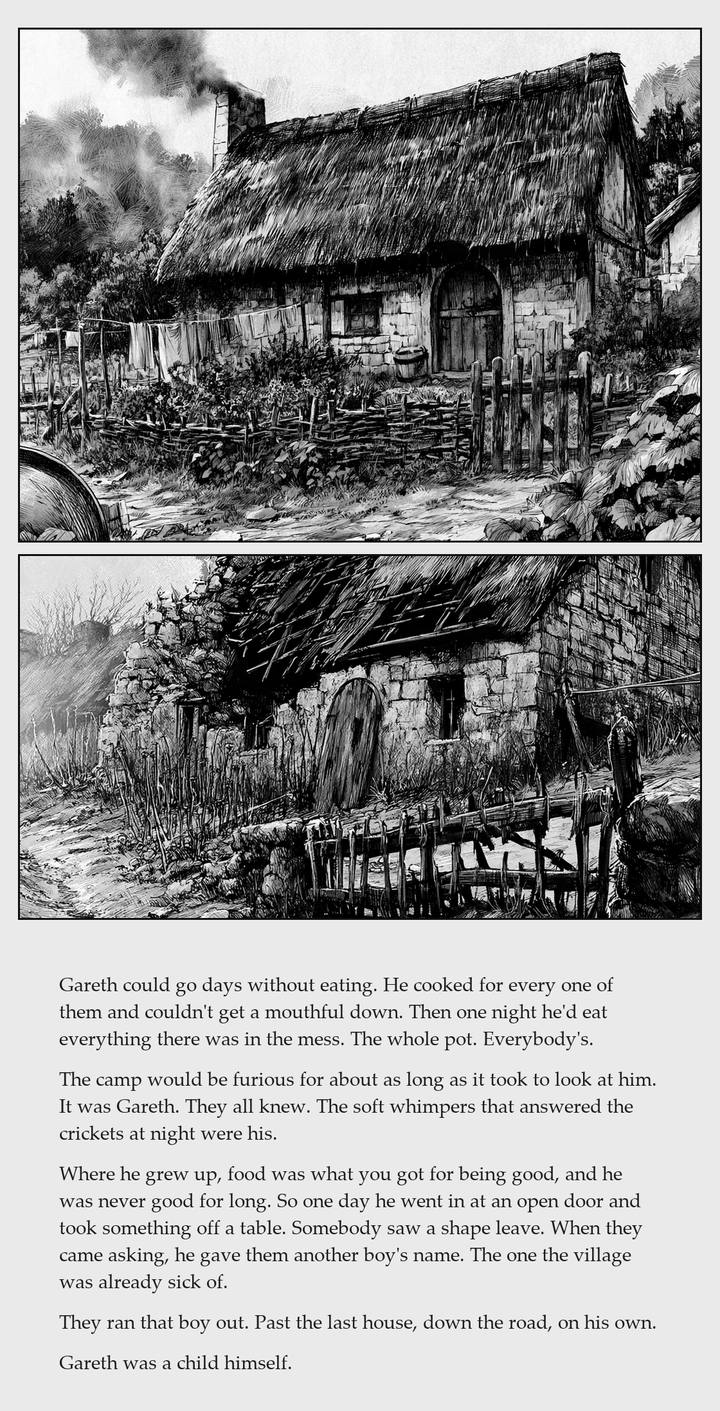 Gareth could go days without eating. He cooked for every one of
them and couldn't get a mouthful down. Then one night he'd eat
everything there was in the mess. The whole pot. Everybody's.
The camp would be furious for about as long as it took to look at him.
It was Gareth. They all knew. The soft whimpers that answered the
crickets at night were his.
Where he grew up, food was what you got for being good, and he
was never good for long. So one day he went in at an open door and
took something off a table. Somebody saw a shape leave. When they
came asking, he gave them another boy's name. The one the village
was already sick of.
They ran that boy out. Past the last house, down the road, on his own.
Gareth was a child himself.